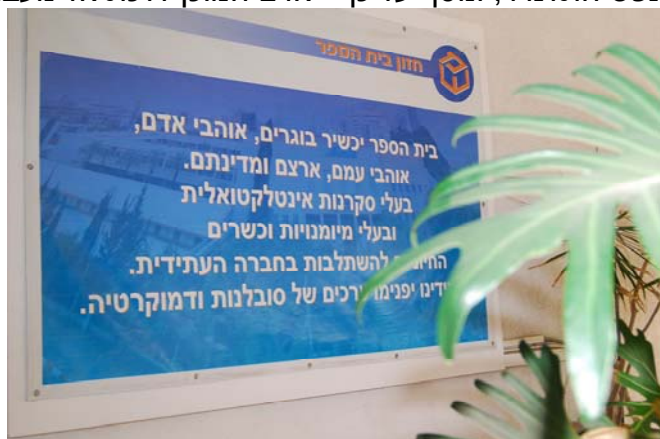 חזון בית הספר
בית הספר יכשיר בוגרים, אוהבי אדם,
אוהבי עמם, ארצם ומדינתם.
בעלי סקרנות אינטלקטואלית
ובעלי מיומנויות וכשרים
להשתלבות בחברה העתידית.
יפנימו ערכים של סובלנות ודמוקרטיה.